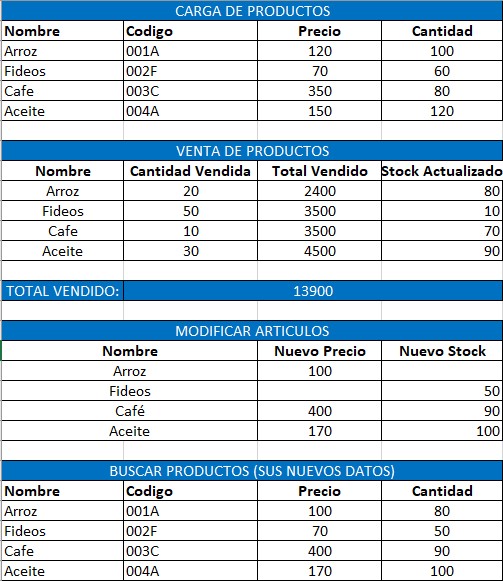 CARGA DE PRODUCTOS
Nombre Codigo Precio Cantidad
Arroz 001A 120 100
Fideos 002F 70 60
Cafe 003C 350 80
Aceite 004A 150 120
VENTA DE PRODUCTOS
Nombre Cantidad Vendida Total Vendido Stock Actualizado
Arroz 20 2400 80
Fideos 50 3500 10
Cafe 10 3500 70
Aceite 30 4500 90
TOTAL VENDIDO: 13900
MODIFICAR ARTICULOS
Nombre Nuevo Precio Nuevo Stock
Arroz 100
Fideos 50
Café 400 90
Aceite 170 100
BUSCAR PRODUCTOS (SUS NUEVOS DATOS)
Nombre Codigo Precio Cantidad
Arroz 001A 100 80
Fideos 002F 70 50
Cafe 003C 400 90
Aceite 004A 170 100